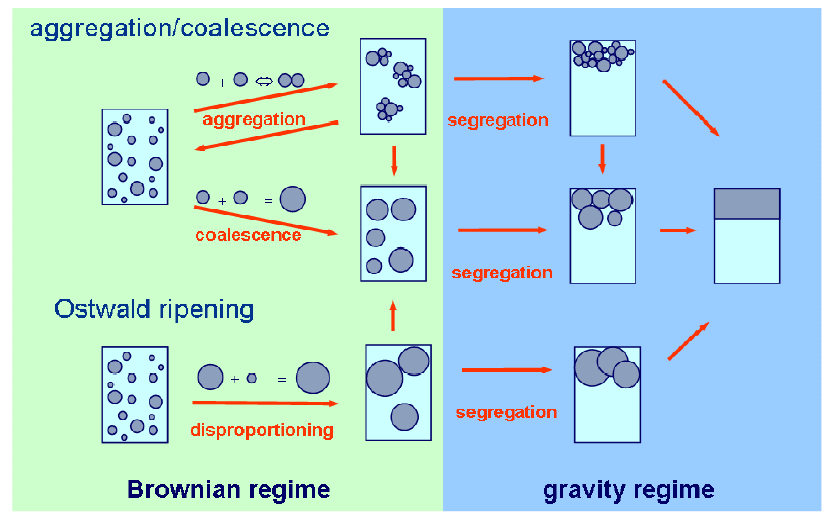 aggregation/coalescence
+ ⇔
aggregation
segregation
+ =
coalescence
segregation
Ostwald ripening
+ =
disproportioning
segregation
Brownian regime
gravity regime